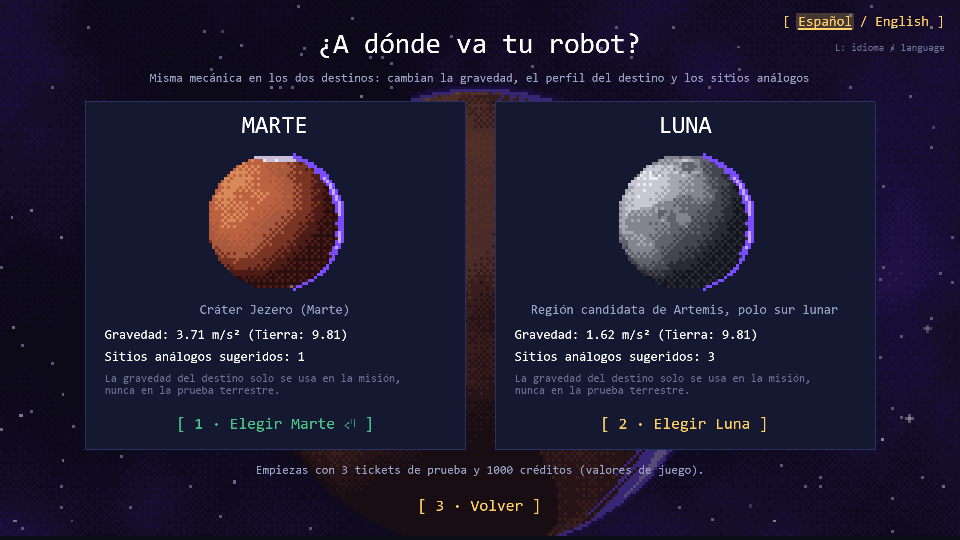 [ Español / English ]
L: idioma / language
¿A dónde va tu robot?
Misma mecánica en los dos destinos: cambian la gravedad, el perfil del destino y los sitios análogos
MARTE
Cráter Jezero (Marte)
Gravedad: 3.71 m/s² (Tierra: 9.81)
Sitios análogos sugeridos: 1
La gravedad del destino solo se usa en la misión,
nunca en la prueba terrestre.
[ 1 · Elegir Marte ⏎ ]
LUNA
Región candidata de Artemis, polo sur lunar
Gravedad: 1.62 m/s² (Tierra: 9.81)
Sitios análogos sugeridos: 3
La gravedad del destino solo se usa en la misión,
nunca en la prueba terrestre.
[ 2 · Elegir Luna ]
Empiezas con 3 tickets de prueba y 1000 créditos (valores de juego).
[ 3 · Volver ]